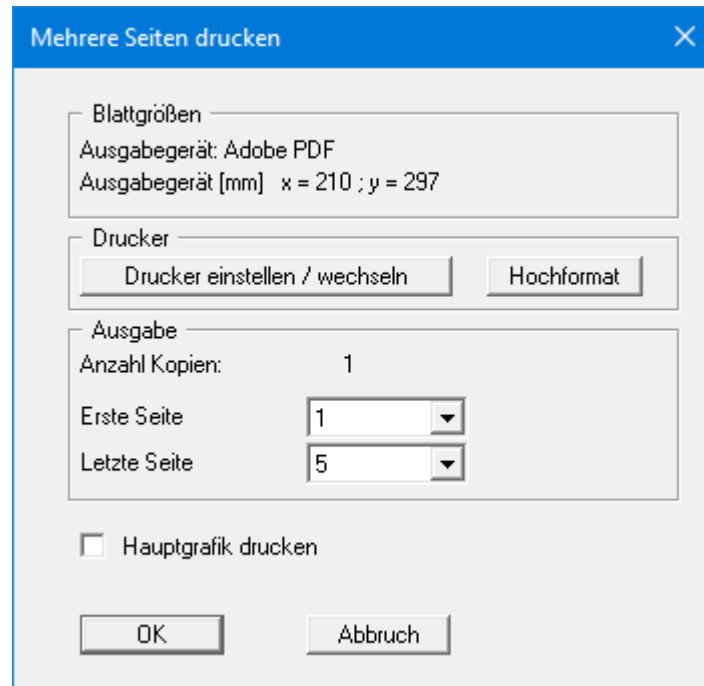 Mehrere Seiten drucken
Blattgrößen
Ausgabegerät: Adobe PDF
Ausgabegerät [mm] x = 210 ; y = 297
Drucker
Drucker einstellen / wechseln Hochformat
Ausgabe
Anzahl Kopien: 1
Erste Seite 1
Letzte Seite 5
Hauptgrafik drucken
OK Abbruch